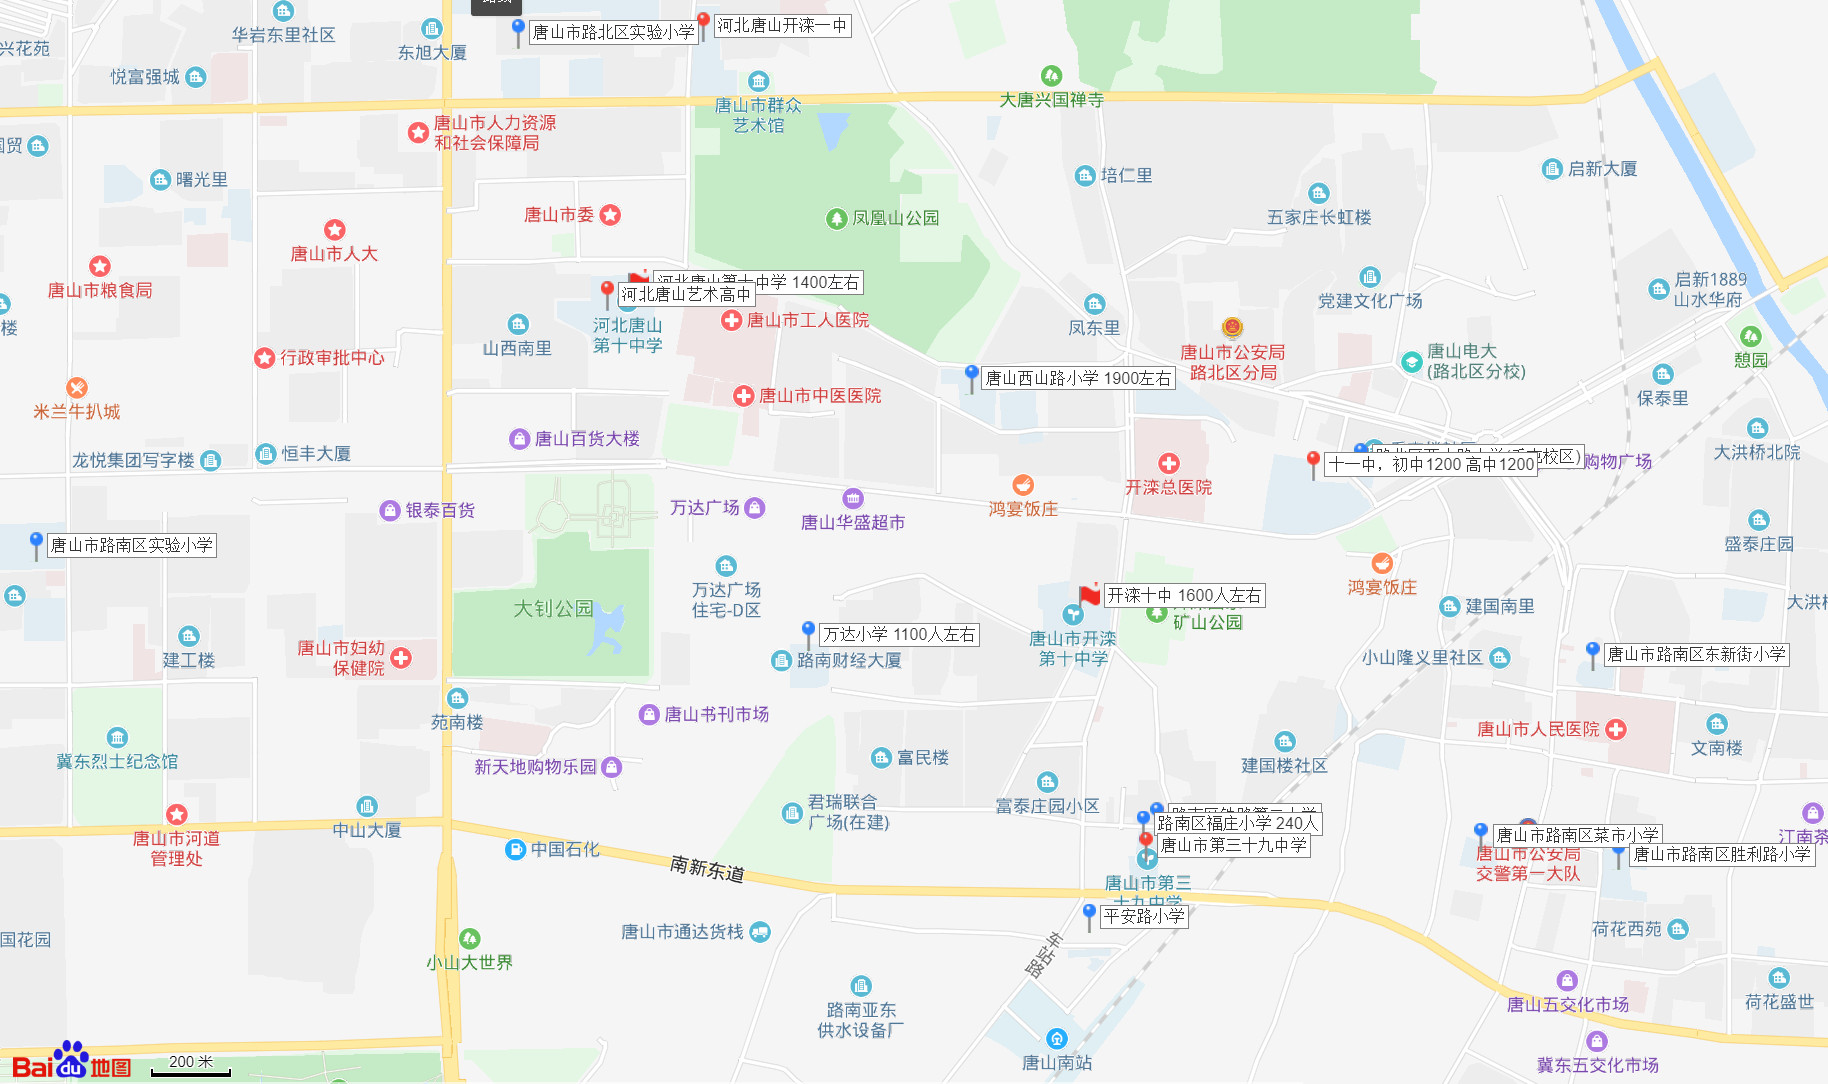 华岩东里社区
兴花苑
东旭大厦
唐山市路北区实验小学
河北唐山开滦一中
悦富强城
唐山市群众
艺术馆
大唐兴国禅寺
唐山市人力资源
和社会保障局
国贸
曙光里
培仁里
启新大厦
唐山市委
凤凰山公园
五家庄长虹楼
唐山市人大
唐山市粮食局
河北唐山第十中学 1400左右
河北唐山艺术高中
党建文化广场
启新1889
山水华府
楼
河北唐山
第十中学
唐山市工人医院
凤东里
山西南里
行政审批中心
唐山市公安局
路北区分局
唐山电大
(路北区分校)
憩园
唐山西山路小学 1900左右
唐山市中医医院
保泰里
米兰牛扒城
唐山百货大楼
龙悦集团写字楼
恒丰大厦
大洪桥北院
十一中，初中1200 高中1200
购物广场
开滦总医院
银泰百货
万达广场
唐山华盛超市
鸿宴饭庄
唐山市路南区实验小学
盛泰庄园
万达广场
住宅-D区
鸿宴饭庄
大钊公园
开滦十中 1600人左右
矿山公园
建国南里
大洪桥
万达小学 1100人左右
唐山市开滦
第十中学
建工楼
唐山市妇幼
保健院
路南财经大厦
小山隆义里社区
唐山市路南区东新街小学
苑南楼
唐山书刊市场
唐山市人民医院
文南楼
冀东烈士纪念馆
新天地购物乐园
富民楼
建国楼社区
君瑞联合
广场(在建)
富泰庄园小区
中山大厦
路南区福庄小学 240人
唐山市第三十九中学
唐山市河道
管理处
中国石化
南新东道
唐山市路南区菜市小学
江南茶
唐山市公安局
交警第一大队
唐山市路南区胜利路小学
唐山市第三
十九中学
平安路小学
国花园
唐山市通达货栈
荷花西苑
小山大世界
车站路
路南亚东
供水设备厂
唐山五交化市场
荷花盛世
唐山南站
冀东五交化市场
Bai du 地图
200 米